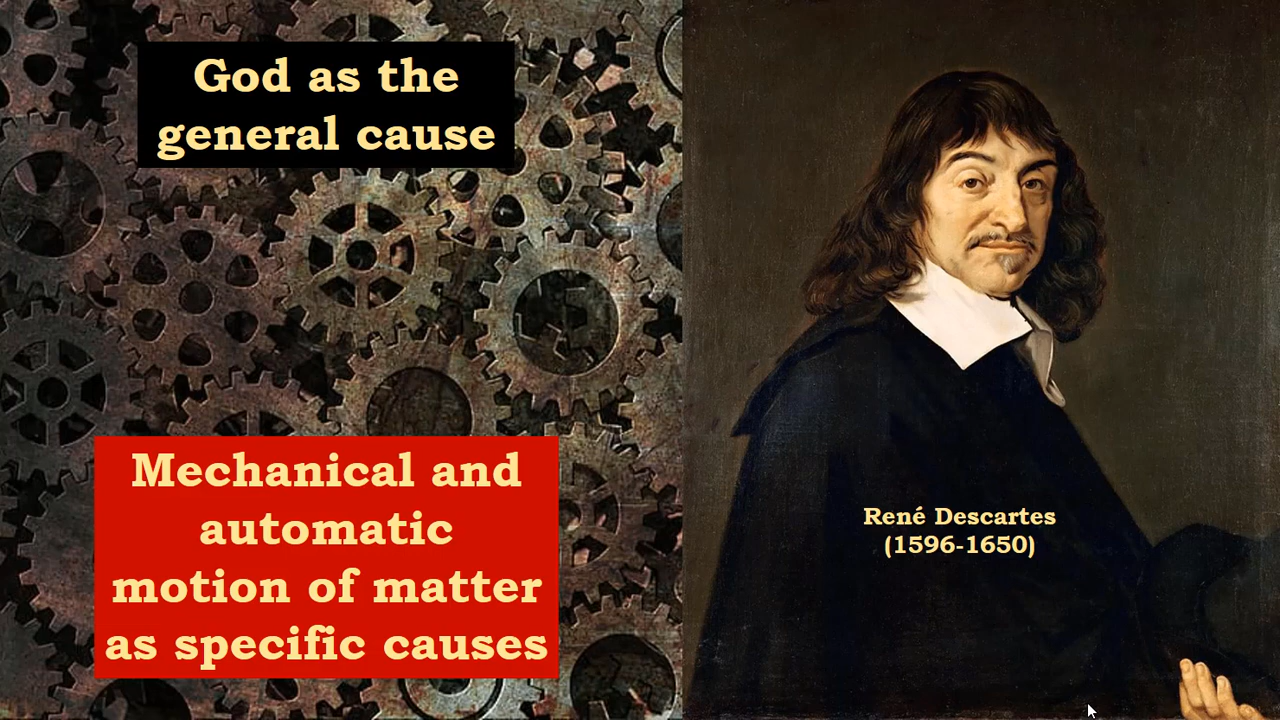 God as the
general cause
Mechanical and
automatic
motion of matter
as specific causes
René Descartes
(1596-1650)